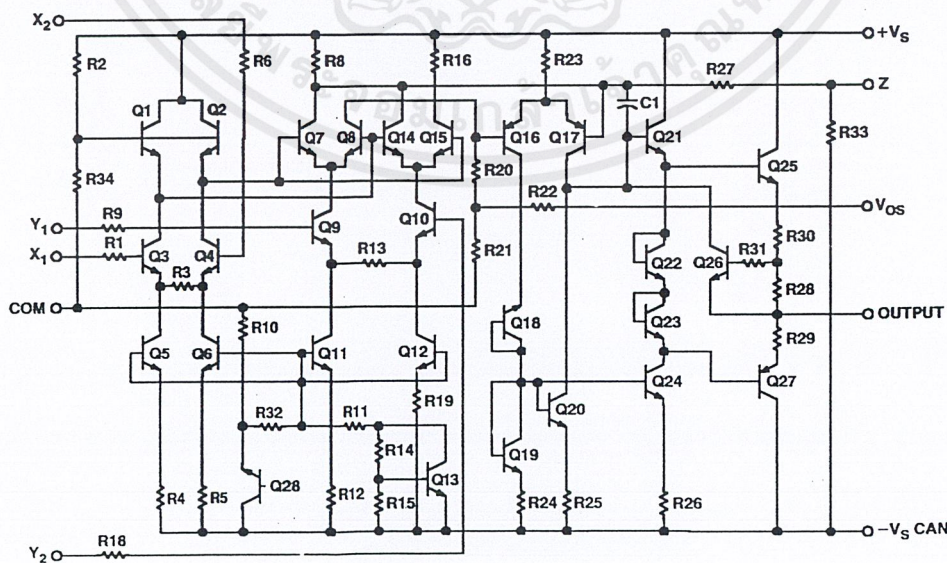 X2
+VS
R2
R6
R8
R16
R23
R27
Z
C1
Q1
Q2
R33
Q7
Q8
Q14
Q15
Q16
Q17
Q21
Q25
R20
R34
R22
VOS
Y1
R9
Q9
Q10
R30
X1
R1
R13
R21
Q22
Q26
R31
Q3
Q4
R3
R28
COM
OUTPUT
R10
Q18
Q23
R29
Q5
Q6
Q11
Q12
Q24
Q27
R19
Q20
R32
R11
R14
Q13
Q19
Q28
R4
R5
R12
R15
R24
R25
R26
-VS CAN
Y2
R18